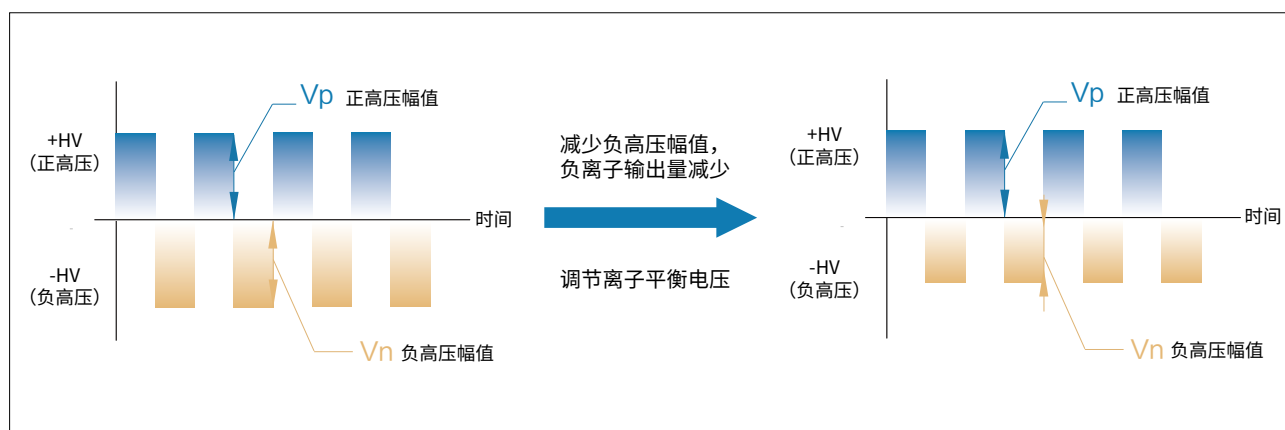 Vp 正高压幅值
+HV
（正高压）
时间
-HV
（负高压）
Vn 负高压幅值
减少负高压幅值，
负离子输出量减少
调节离子平衡电压
Vp 正高压幅值
+HV
（正高压）
时间
-HV
（负高压）
Vn 负高压幅值